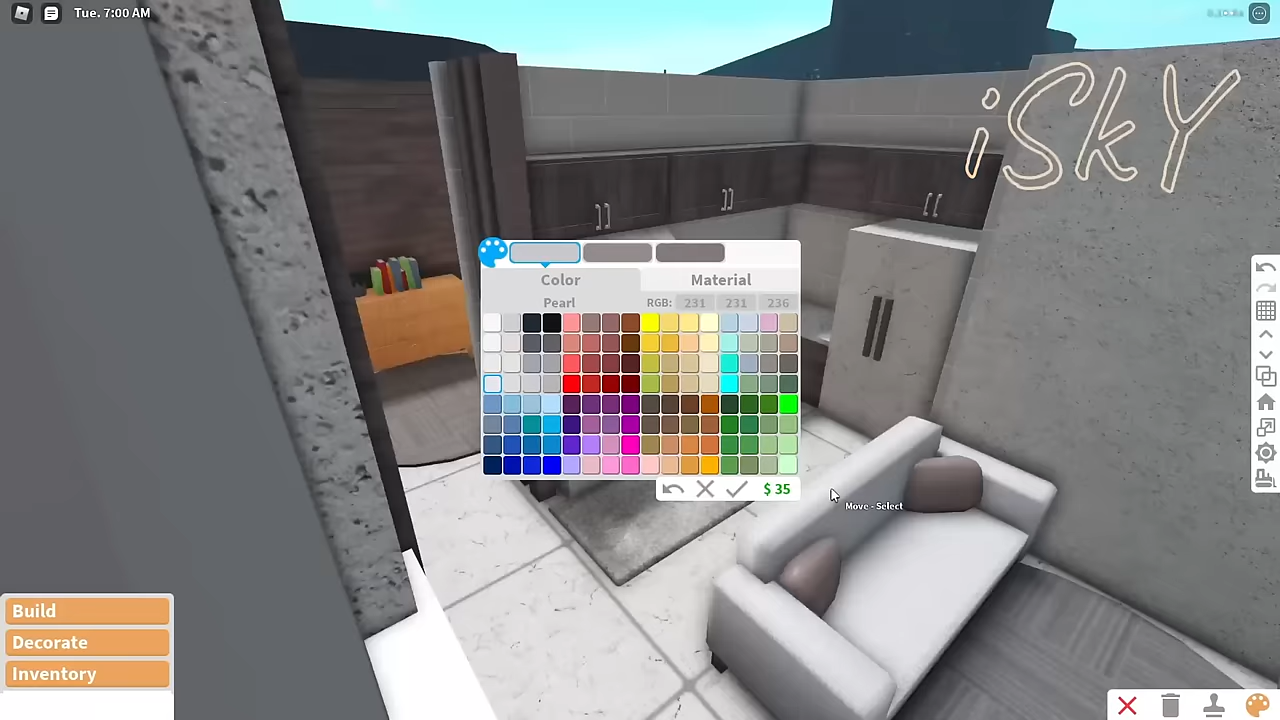 Tue. 7:00 AM
iSkY
Color
Material
Pearl
RGB: 231 231 236
$ 35
Move - Select
Build
Decorate
Inventory